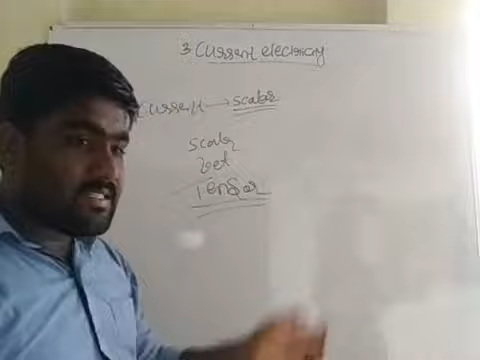 3. Current electricity
Current → scalar
scalar
vect
Tensor